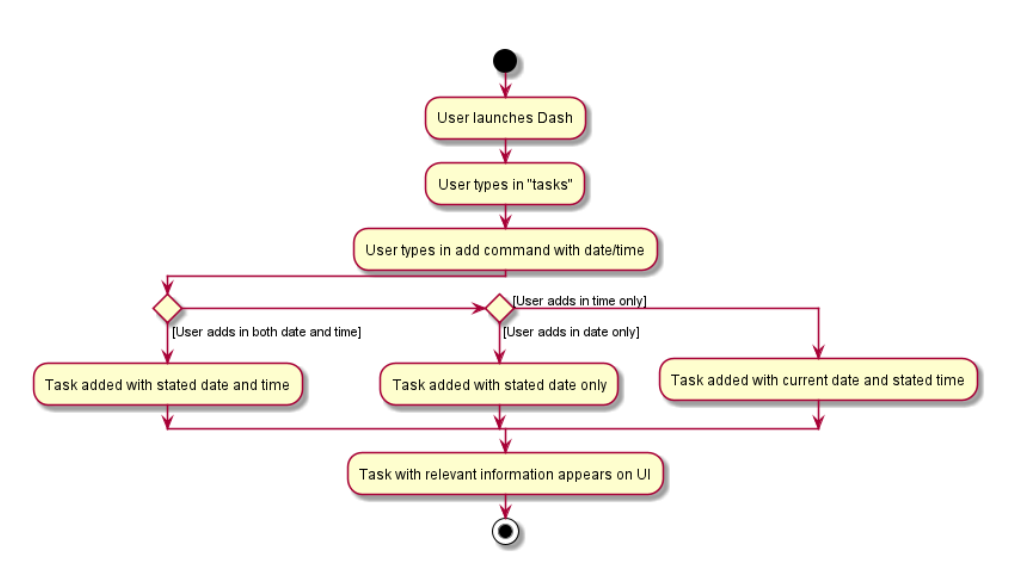 User launches Dash
User types in "tasks"
User types in add command with date/time
[User adds in time only]
[User adds in both date and time]
[User adds in date only]
Task added with stated date and time
Task added with stated date only
Task added with current date and stated time
Task with relevant information appears on UI